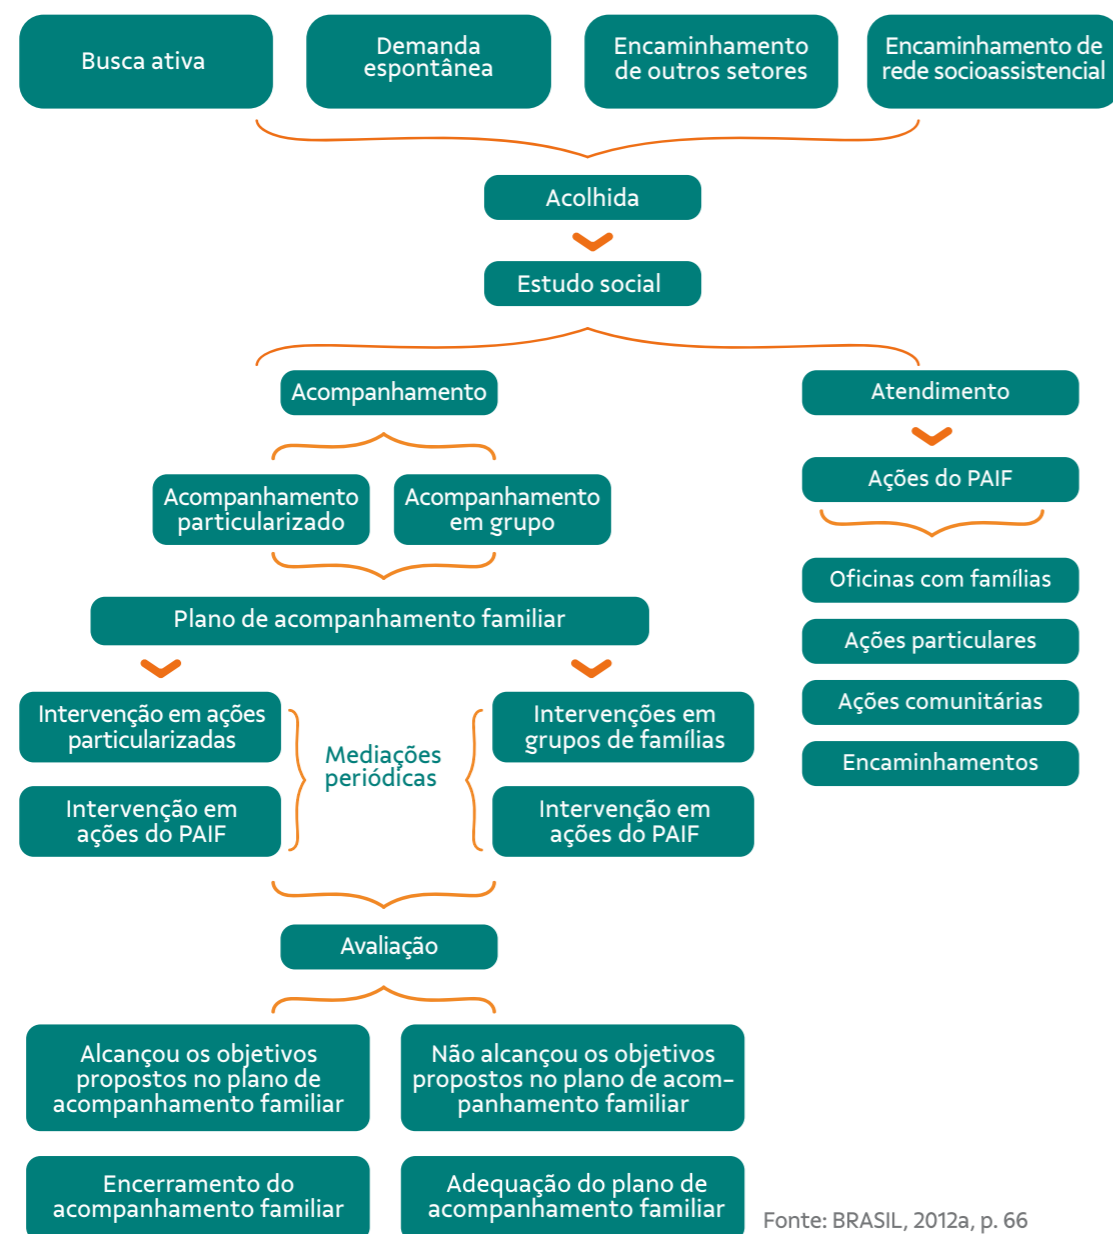 Busca ativa
Demanda
espontânea
Encaminhamento
de outros setores
Encaminhamento de
rede socioassistencial
Acolhida
Estudo social
Acompanhamento
Atendimento
Acompanhamento
particularizado
Acompanhamento
em grupo
Ações do PAIF
Plano de acompanhamento familiar
Oficinas com famílias
Ações particulares
Ações comunitárias
Encaminhamentos
Intervenção em ações
particularizadas
Intervenção em
ações do PAIF
Mediações
periódicas
Intervenções em
grupos de famílias
Intervenção em
ações do PAIF
Avaliação
Alcançou os objetivos
propostos no plano de
acompanhamento familiar
Não alcançou os objetivos
propostos no plano de acom-
panhamento familiar
Encerramento do
acompanhamento familiar
Adequação do plano de
acompanhamento familiar
Fonte: BRASIL, 2012a, p. 66